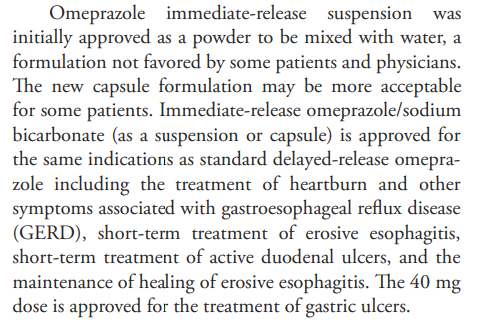 Omeprazole immediate-release suspension was
initially approved as a powder to be mixed with water, a
formulation not favored by some patients and physicians.
The new capsule formulation may be more acceptable
for some patients. Immediate-release omeprazole/sodium
bicarbonate (as a suspension or capsule) is approved for
the same indications as standard delayed-release omepra-
zole including the treatment of heartburn and other
symptoms associated with gastroesophageal reflux disease
(GERD), short-term treatment of erosive esophagitis,
short-term treatment of active duodenal ulcers, and the
maintenance of healing of erosive esophagitis. The 40 mg
dose is approved for the treatment of gastric ulcers.